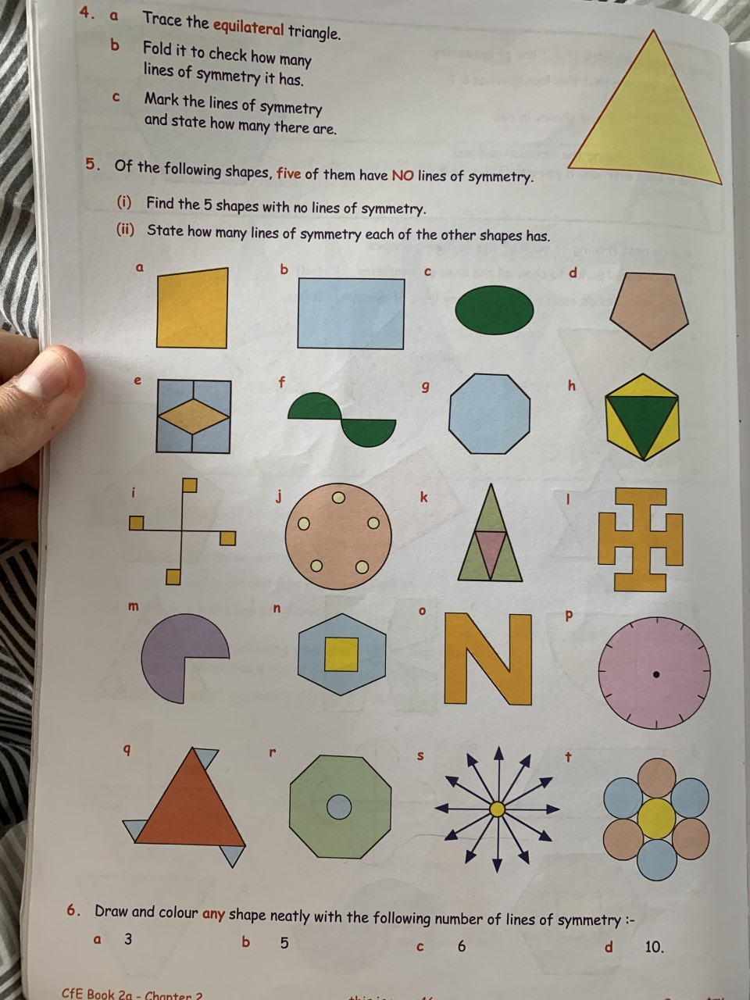 4. a Trace the equilateral triangle.
b Fold it to check how many
lines of symmetry it has.
c Mark the lines of symmetry
and state how many there are.
5. Of the following shapes, five of them have NO lines of symmetry.
(i) Find the 5 shapes with no lines of symmetry.
(ii) State how many lines of symmetry each of the other shapes has.
a b c d
e f g h
i j k l
m n o p
q r s t
6. Draw and colour any shape neatly with the following number of lines of symmetry :-
a 3 b 5 c 6 d 10.
CfE Book 2a - Chapter 2